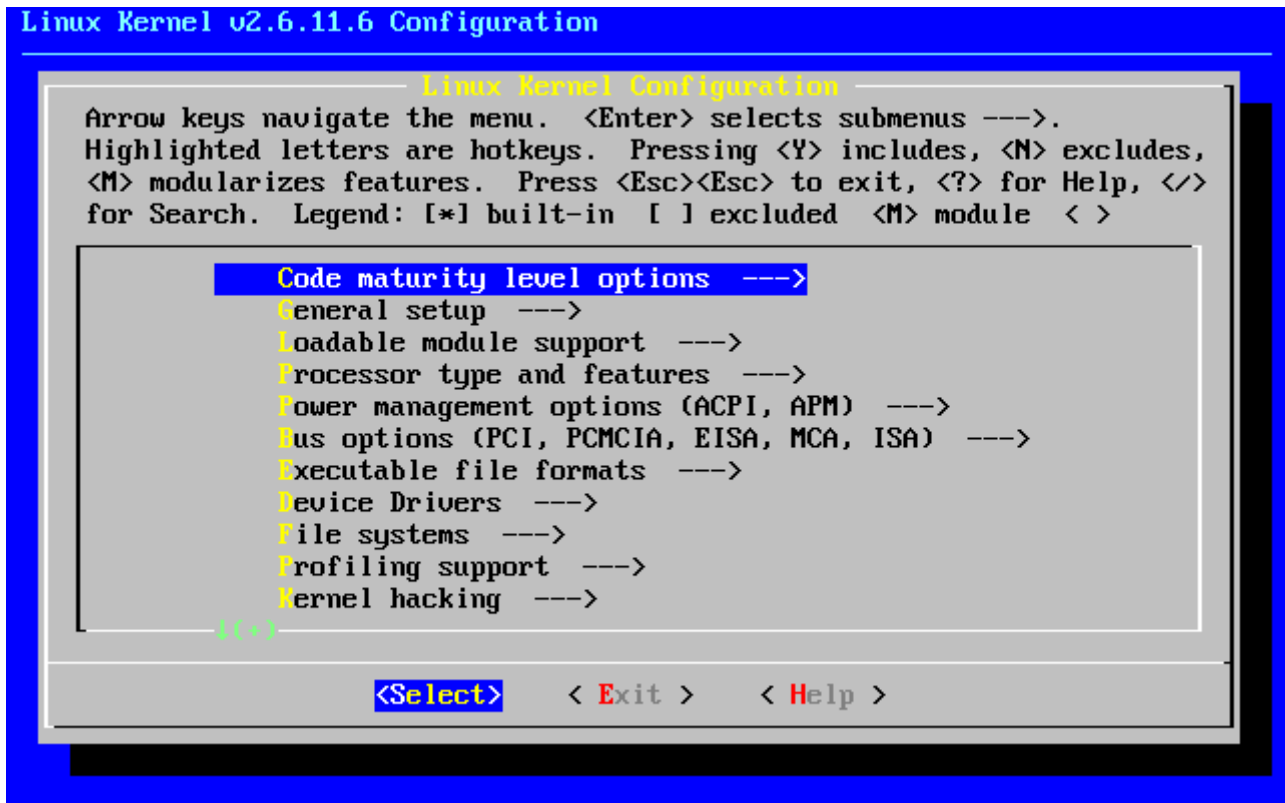 Linux Kernel v2.6.11.6 Configuration
Linux Kernel Configuration
Arrow keys navigate the menu.  <Enter> selects submenus --->.
Highlighted letters are hotkeys.  Pressing <Y> includes, <N> excludes,
<M> modularizes features.  Press <Esc><Esc> to exit, <?> for Help, </>
for Search.  Legend: [*] built-in  [ ] excluded  <M> module  < >
Code maturity level options  --->
General setup  --->
Loadable module support  --->
Processor type and features  --->
Power management options (ACPI, APM)  --->
Bus options (PCI, PCMCIA, EISA, MCA, ISA)  --->
Executable file formats  --->
Device Drivers  --->
File systems  --->
Profiling support  --->
Kernel hacking  --->
↓(+)
<Select>    < Exit >    < Help >